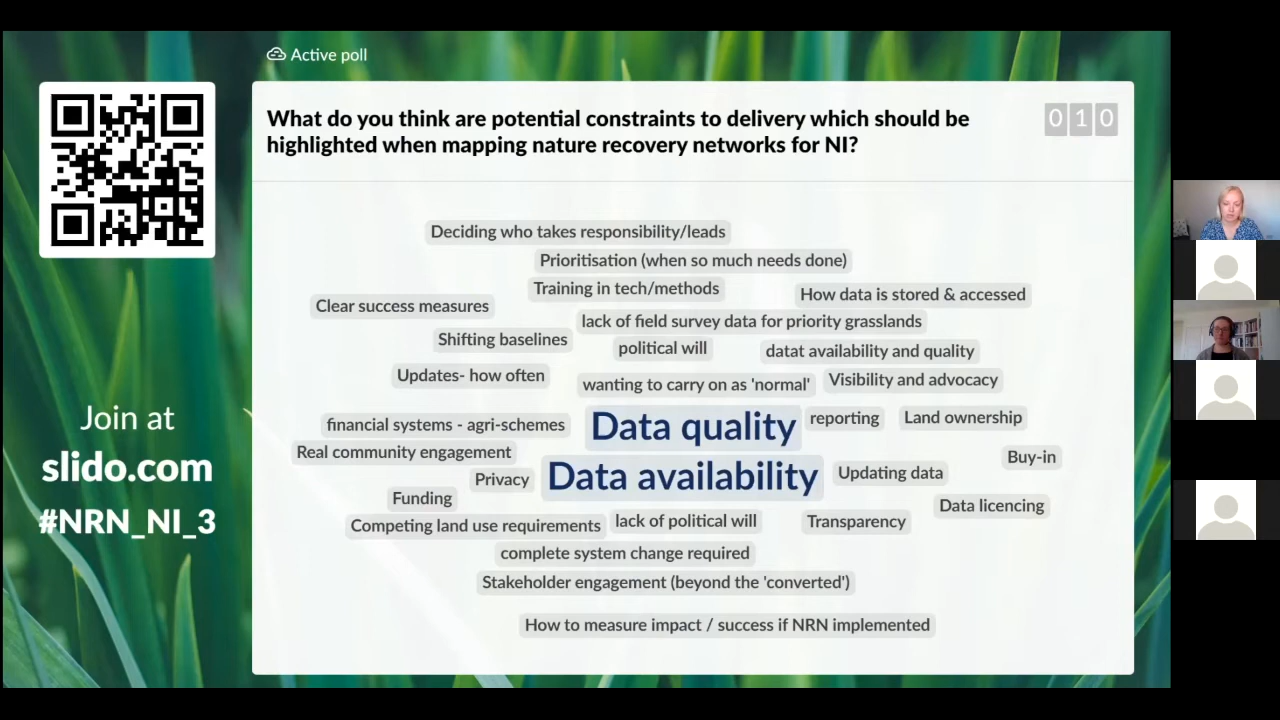 Active poll
What do you think are potential constraints to delivery which should be
highlighted when mapping nature recovery networks for NI?
0 1 0
Deciding who takes responsibility/leads
Prioritisation (when so much needs done)
Training in tech/methods
How data is stored & accessed
Clear success measures
lack of field survey data for priority grasslands
Shifting baselines
political will
datat availability and quality
Updates- how often
wanting to carry on as 'normal'
Visibility and advocacy
financial systems - agri-schemes
Data quality
reporting
Land ownership
Real community engagement
Buy-in
Privacy
Data availability
Updating data
Funding
Data licencing
Competing land use requirements
lack of political will
Transparency
complete system change required
Stakeholder engagement (beyond the 'converted')
How to measure impact / success if NRN implemented
Join at
slido.com
#NRN_NI_3